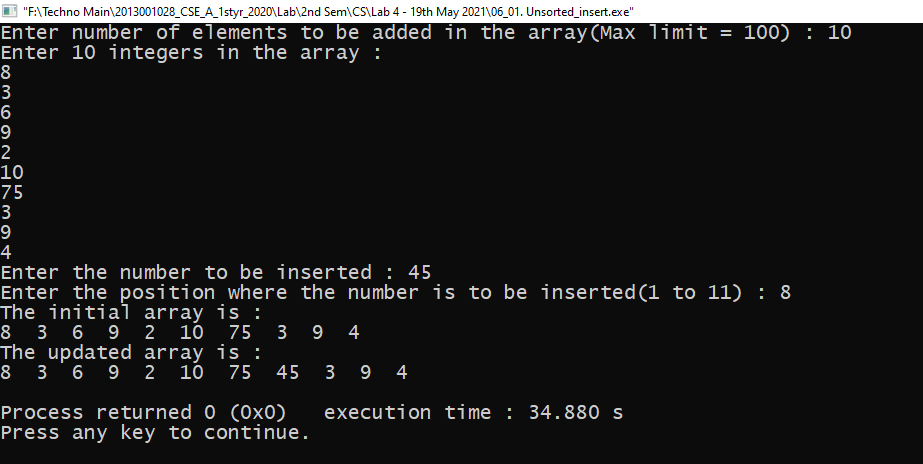 "F:\Techno Main\2013001028_CSE_A_1styr_2020\Lab\2nd Sem\CS\Lab 4 - 19th May 2021\06_01. Unsorted_insert.exe"
Enter number of elements to be added in the array(Max limit = 100) : 10
Enter 10 integers in the array :
8
3
6
9
2
10
75
3
9
4
Enter the number to be inserted : 45
Enter the position where the number is to be inserted(1 to 11) : 8
The initial array is :
8  3  6  9  2  10  75  3  9  4
The updated array is :
8  3  6  9  2  10  75  45  3  9  4
Process returned 0 (0x0)   execution time : 34.880 s
Press any key to continue.